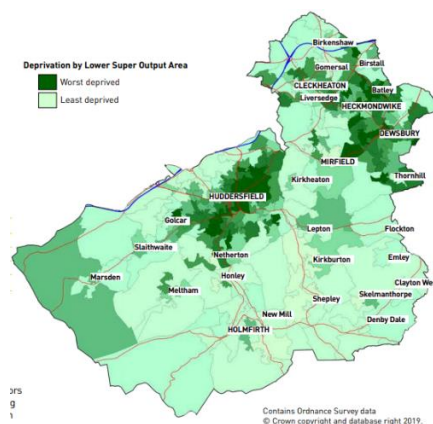 Deprivation by Lower Super Output Area
Worst deprived
Least deprived
Birkenshaw
Gomersal
Birstall
CLECKHEATON
Batley
Liversedge
HECKMONDWIKE
DEWSBURY
MIRFIELD
Thornhill
Kirkheaton
HUDDERSFIELD
Golcar
Lepton
Flockton
Slaithwaite
Netherton
Emley
Kirkburton
Marsden
Honley
Clayton We
Meltham
Skelmanthorpe
Shepley
New Mill
Denby Dale
HOLMFIRTH
ors
g
n
Contains Ordnance Survey data
© Crown copyright and database right 2019.